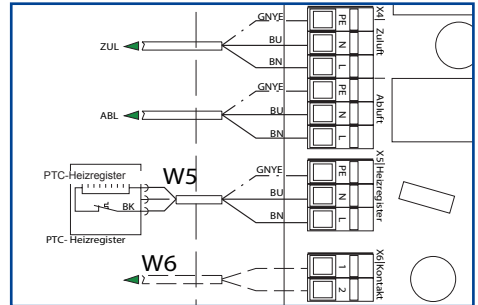 X4|
GNYE PE
Zuluft
ZUL BU N
BN L
GNYE PE
Abluft
ABL BU N
BN L
X5|Heizregister
PTC-Heizregister W5 GNYE PE
BU N
BK
BN L
PTC- Heizregister
X6|Kontakt
W6 1
2